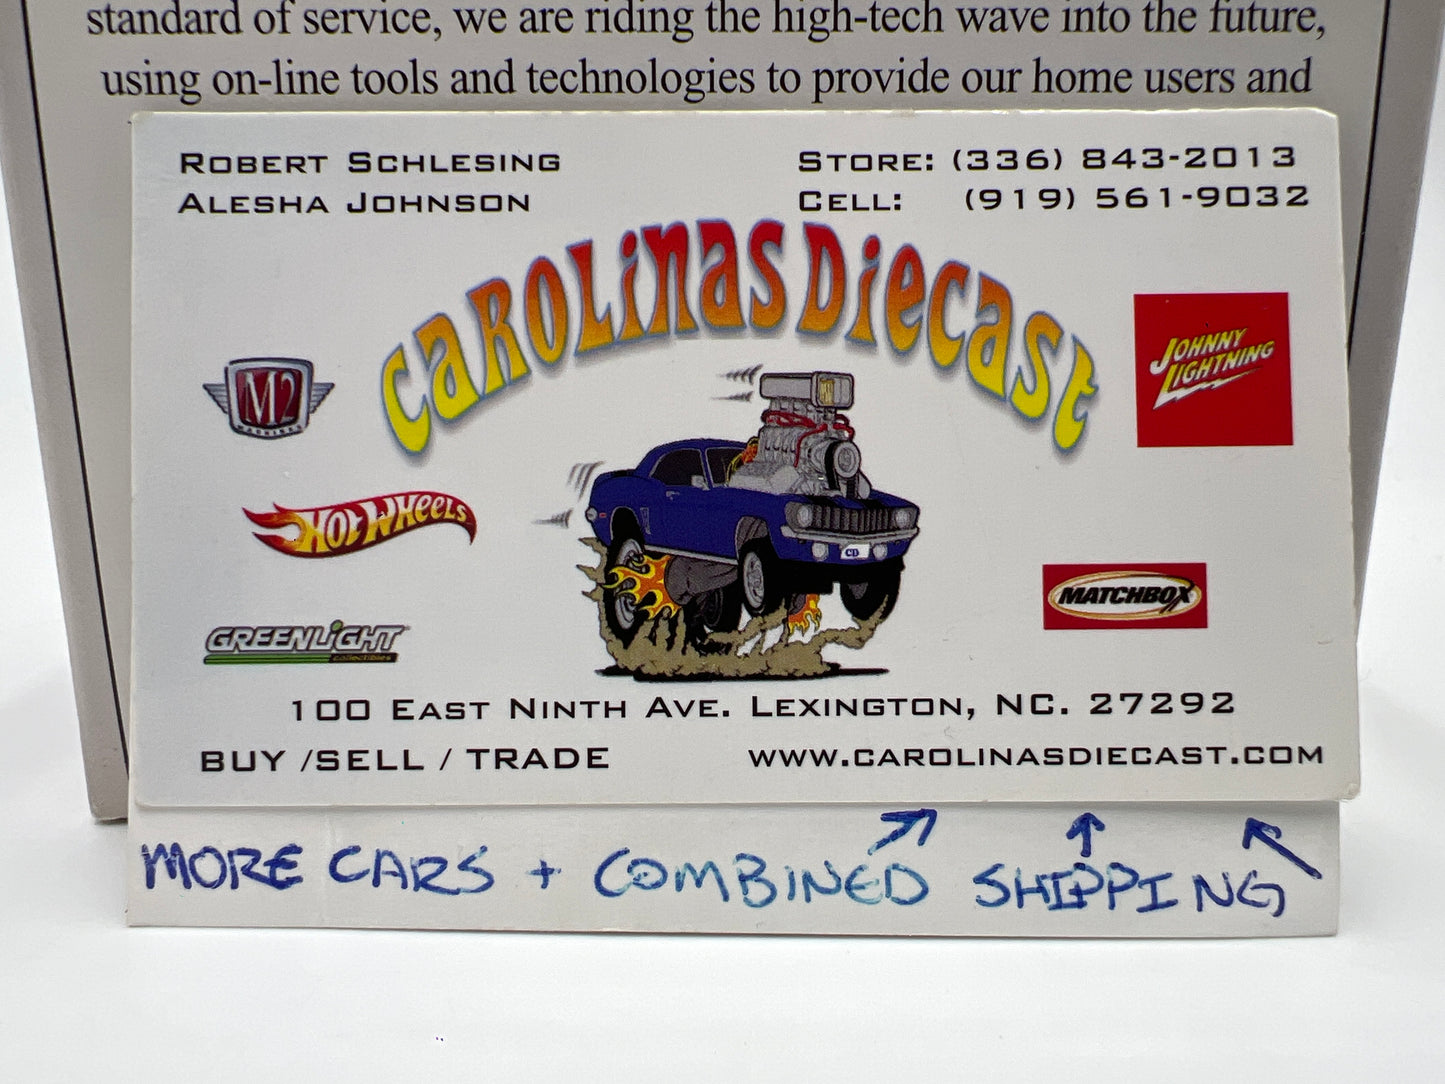 standard of service, we are riding the high-tech wave into the future,
using on-line tools and technologies to provide our home users and
ROBERT SCHLESING
ALESHA JOHNSON
STORE: (336) 843-2013
CELL: (919) 561-9032
CAROLINAS DIECAST
M2
MACHINES
JOHNNY
LIGHTNING
HOT WHEELS
CD
MATCHBOX
GREENLIGHT
collectibles
100 EAST NINTH AVE. LEXINGTON, NC. 27292
BUY /SELL / TRADE
WWW.CAROLINASDIECAST.COM
MORE CARS + COMBINED SHIPPING